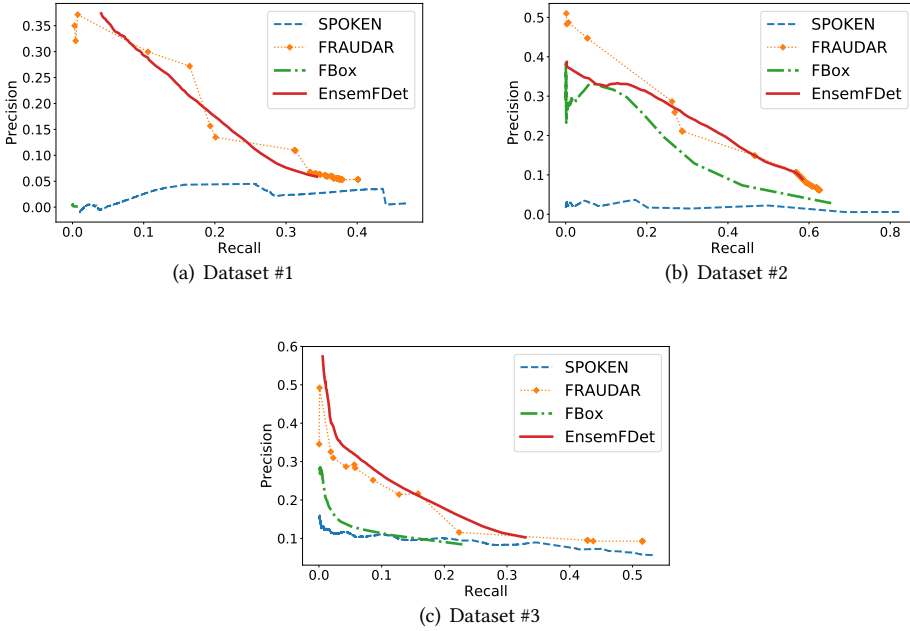 0.35
0.30
0.25
0.20
0.15
0.10
0.05
0.00
Precision
SPOKEN
FRAUDAR
FBox
EnsemFDet
0.0 0.1 0.2 0.3 0.4
Recall
(a) Dataset #1
0.5
0.4
0.3
0.2
0.1
0.0
Precision
SPOKEN
FRAUDAR
FBox
EnsemFDet
0.0 0.2 0.4 0.6 0.8
Recall
(b) Dataset #2
0.6
0.5
0.4
0.3
0.2
0.1
Precision
SPOKEN
FRAUDAR
FBox
EnsemFDet
0.0 0.1 0.2 0.3 0.4 0.5
Recall
(c) Dataset #3